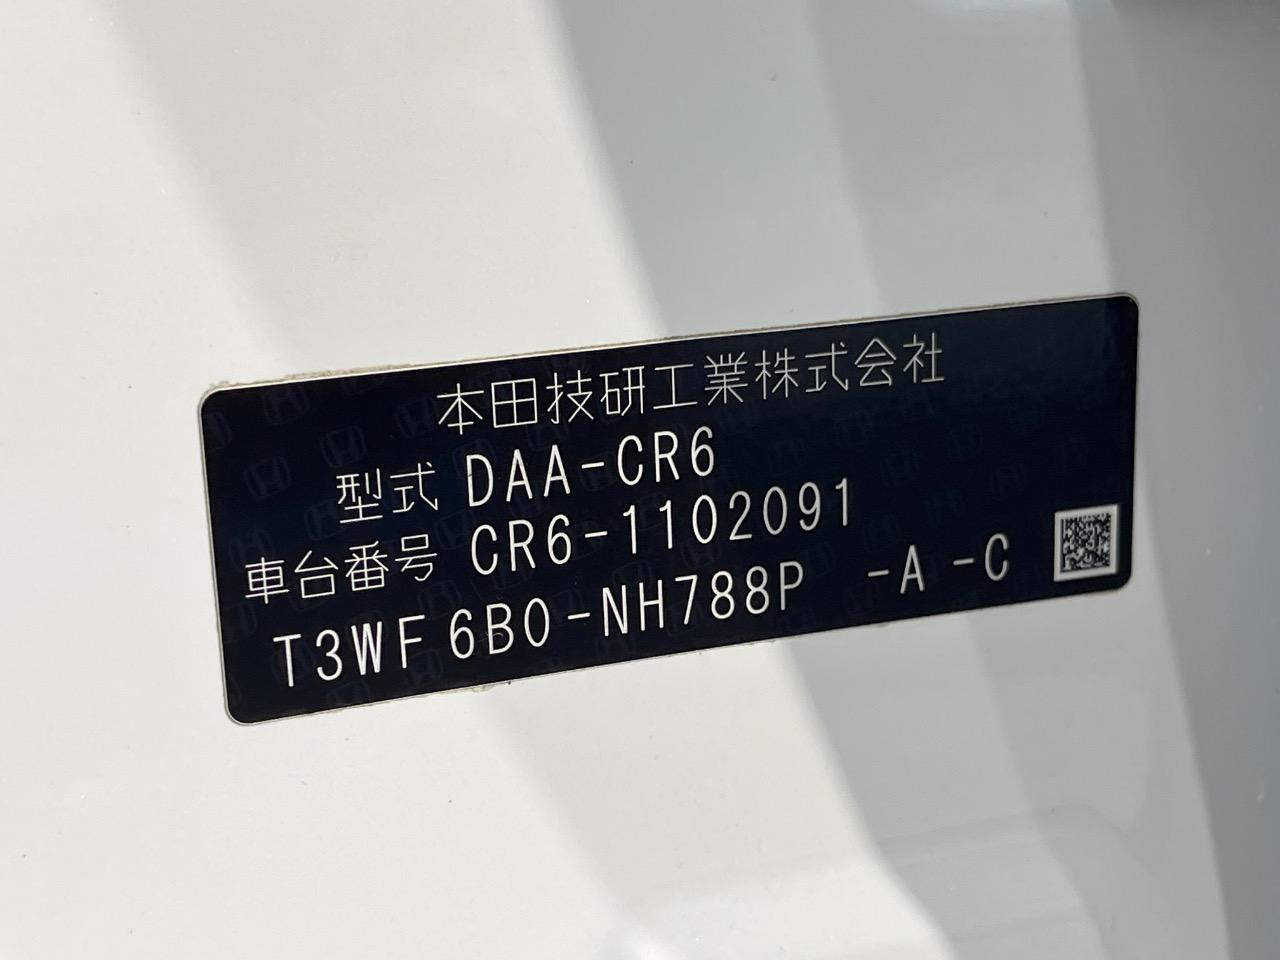 本田技研工業株式会社
型式 DAA-CR6
車台番号 CR6-1102091
T3WF 6B0-NH788P -A -C